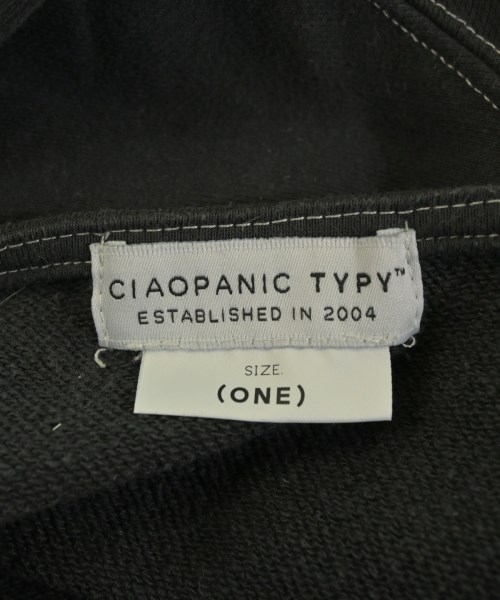 CIAOPANIC TYPY™
ESTABLISHED IN 2004
SIZE.
(ONE)